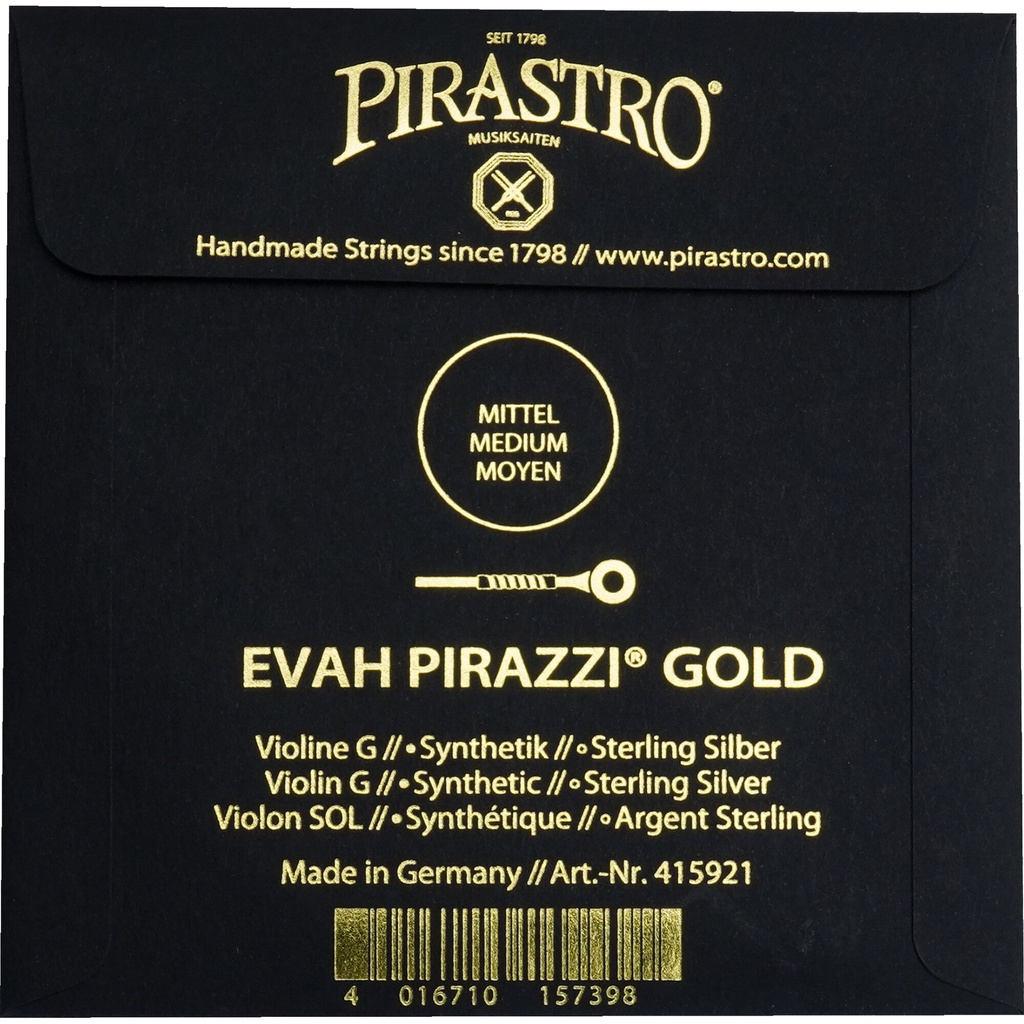 SEIT 1798
PIRASTRO®
MUSIKSAITEN
Handmade Strings since 1798 // www.pirastro.com
MITTEL
MEDIUM
MOYEN
EVAH PIRAZZI® GOLD
Violine G // • Synthetik // ∘ Sterling Silber
Violin G // • Synthetic // ∘ Sterling Silver
Violon SOL // • Synthétique // ∘ Argent Sterling
Made in Germany // Art.-Nr. 415921
4 016710 157398